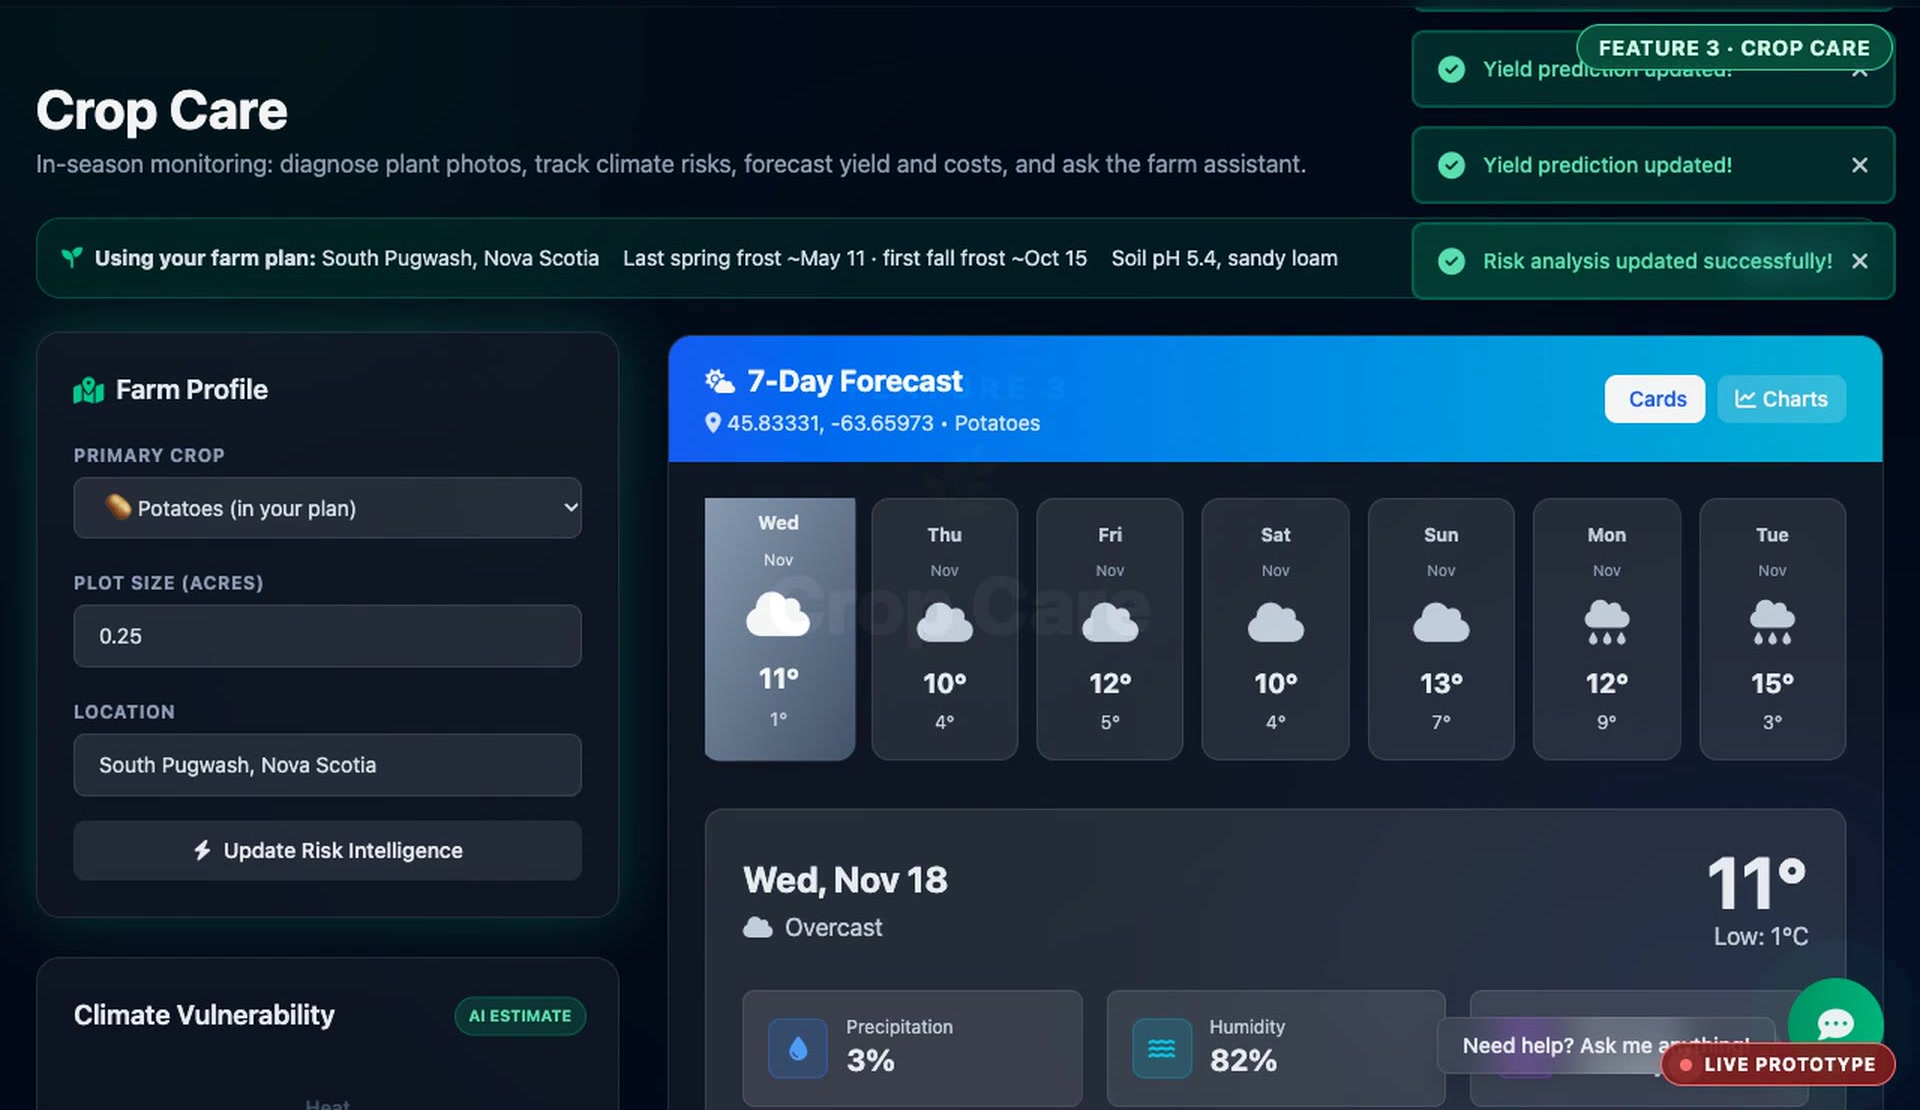 FEATURE 3 · CROP CARE
Yield prediction updated!
Crop Care
In-season monitoring: diagnose plant photos, track climate risks, forecast yield and costs, and ask the farm assistant.
Yield prediction updated!
Using your farm plan: South Pugwash, Nova Scotia Last spring frost ~May 11 · first fall frost ~Oct 15 Soil pH 5.4, sandy loam
Risk analysis updated successfully!
Farm Profile
PRIMARY CROP
Potatoes (in your plan)
PLOT SIZE (ACRES)
0.25
LOCATION
South Pugwash, Nova Scotia
Update Risk Intelligence
Climate Vulnerability
AI ESTIMATE
Heat
7-Day Forecast
45.83331, -63.65973 • Potatoes
Cards
Charts
Wed Thu Fri Sat Sun Mon Tue
Nov Nov Nov Nov Nov Nov Nov
Crop Care
11° 10° 12° 10° 13° 12° 15°
1° 4° 5° 4° 7° 9° 3°
Wed, Nov 18
11°
Overcast
Low: 1°C
Precipitation
3%
Humidity
82%
Need help? Ask me anything!
LIVE PROTOTYPE